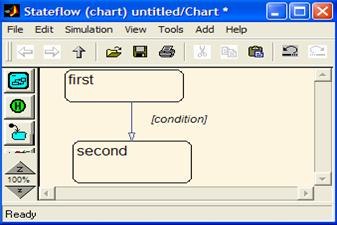 Stateflow (chart) untitled/Chart *
File Edit Simulation View Tools Add Help
first
[condition]
second
100%
Ready